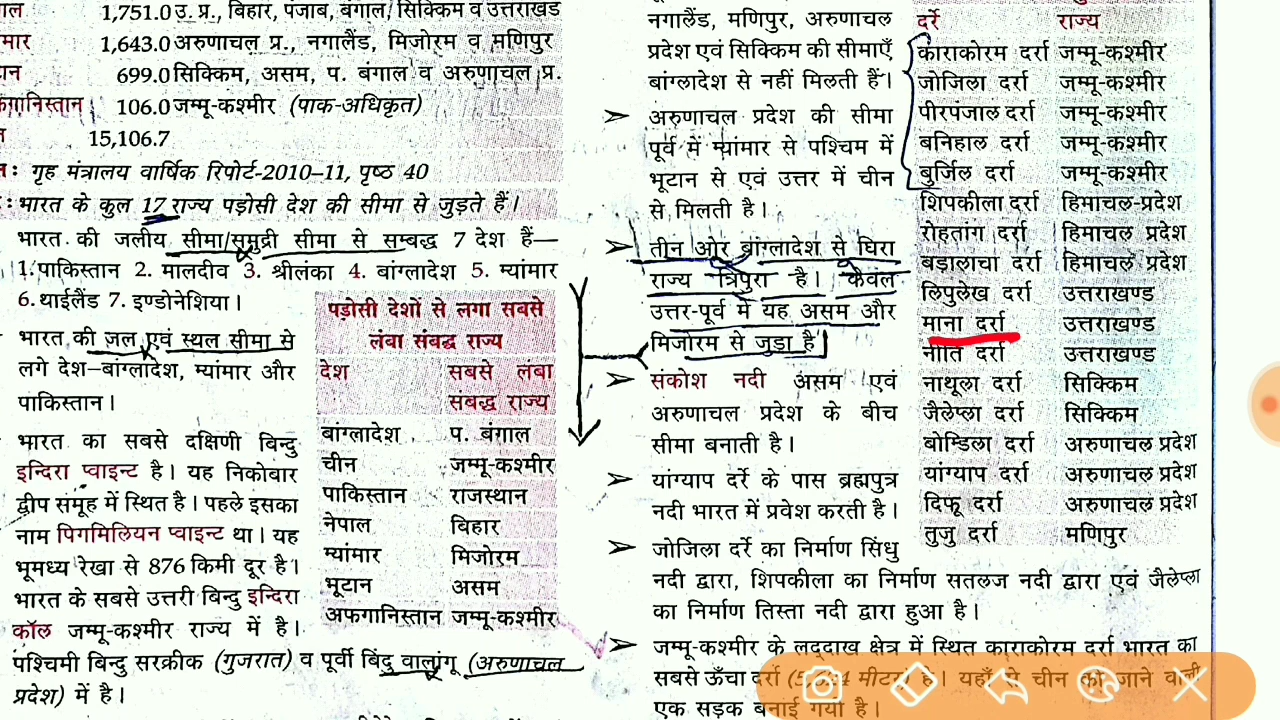 1,751.0 उ. प्र., बिहार, पंजाब, बंगाल/सिक्किम व उत्तराखंड
मार 1,643.0 अरुणाचल प्र., नगालैंड, मिजोरम व मणिपुर
699.0 सिक्किम, असम, प. बंगाल व अरुणाचल प्र.
106.0 जम्मू-कश्मीर (पाक-अधिकृत)
15,106.7
गृह मंत्रालय वार्षिक रिपोर्ट-2010–11, पृष्ठ 40
भारत के कुल 17 राज्य पड़ोसी देश की सीमा से जुड़ते हैं।
भारत की जलीय सीमा/समुद्री सीमा से सम्बद्ध 7 देश हैं—
1. पाकिस्तान 2. मालदीव 3. श्रीलंका 4. बांग्लादेश 5. म्यांमार
6. थाईलैंड 7. इण्डोनेशिया।
भारत की जल एवं स्थल सीमा से
लगे देश–बांग्लादेश, म्यांमार और
पाकिस्तान।
भारत का सबसे दक्षिणी बिन्दु
इन्दिरा प्वाइन्ट है। यह निकोबार
द्वीप समूह में स्थित है। पहले इसका
नाम पिगमिलियन प्वाइन्ट था। यह
भूमध्य रेखा से 876 किमी दूर है।
भारत के सबसे उत्तरी बिन्दु इन्दिरा
कॉल जम्मू-कश्मीर राज्य में है।
पश्चिमी बिन्दु सरक्रीक (गुजरात) व पूर्वी बिंदु वालांगू (अरुणाचल
प्रदेश) में है।
पड़ोसी देशों से लगा सबसे
लंबा संबद्ध राज्य
देश सबसे लंबा
संबद्ध राज्य
बांग्लादेश प. बंगाल
चीन जम्मू-कश्मीर
पाकिस्तान राजस्थान
नेपाल बिहार
म्यांमार मिजोरम
भूटान असम
अफगानिस्तान जम्मू-कश्मीर
नगालैंड, मणिपुर, अरुणाचल
प्रदेश एवं सिक्किम की सीमाएँ
बांग्लादेश से नहीं मिलती हैं।
➢ अरुणाचल प्रदेश की सीमा
पूर्व में म्यांमार से पश्चिम में
भूटान से एवं उत्तर में चीन
से मिलती है।
➢ तीन ओर बांग्लादेश से घिरा
राज्य त्रिपुरा है। केवल
उत्तर-पूर्व में यह असम और
मिजोरम से जुडा है।
➢ संकोश नदी असम एवं
अरुणाचल प्रदेश के बीच
सीमा बनाती है।
➢ यांग्याप दर्रे के पास ब्रह्मपुत्र
नदी भारत में प्रवेश करती है।
➢ जोजिला दर्रे का निर्माण सिंधु
नदी द्वारा, शिपकीला का निर्माण सतलज नदी द्वारा एवं जैलेप्ला
का निर्माण तिस्ता नदी द्वारा हुआ है।
➢ जम्मू-कश्मीर के लद्दाख क्षेत्र में स्थित काराकोरम दर्रा भारत का
सबसे ऊँचा दर्रा मीटर) है। यहाँ से चीन को जाने वाली
एक सड़क बनाई गयी है।
दर्रे राज्य
काराकोरम दर्रा जम्मू-कश्मीर
जोजिला दर्रा जम्मू-कश्मीर
पीरपंजाल दर्रा जम्मू-कश्मीर
बनिहाल दर्रा जम्मू-कश्मीर
बुर्जिल दर्रा जम्मू-कश्मीर
शिपकीला दर्रा हिमाचल-प्रदेश
रोहतांग दर्रा हिमाचल प्रदेश
बड़ालाचा दर्रा हिमाचल प्रदेश
लिपुलेख दर्रा उत्तराखण्ड
माना दर्रा उत्तराखण्ड
नीति दर्रा उत्तराखण्ड
नाथूला दर्रा सिक्किम
जैलेप्ला दर्रा सिक्किम
बोम्डिला दर्रा अरुणाचल प्रदेश
यांग्याप दर्रा अरुणाचल प्रदेश
दिफू दर्रा अरुणाचल प्रदेश
तुजु दर्रा मणिपुर